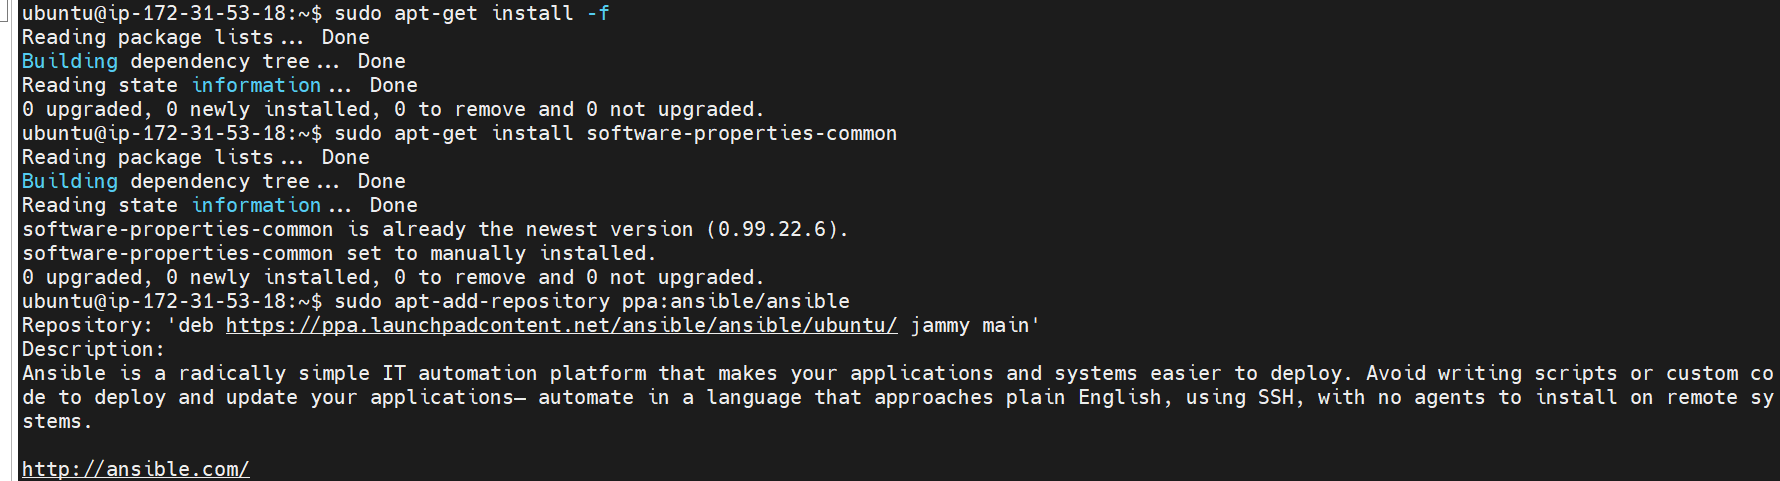 ubuntu@ip-172-31-53-18:~$ sudo apt-get install -f
Reading package lists... Done
Building dependency tree... Done
Reading state information... Done
0 upgraded, 0 newly installed, 0 to remove and 0 not upgraded.
ubuntu@ip-172-31-53-18:~$ sudo apt-get install software-properties-common
Reading package lists... Done
Building dependency tree... Done
Reading state information... Done
software-properties-common is already the newest version (0.99.22.6).
software-properties-common set to manually installed.
0 upgraded, 0 newly installed, 0 to remove and 0 not upgraded.
ubuntu@ip-172-31-53-18:~$ sudo apt-add-repository ppa:ansible/ansible
Repository: 'deb https://ppa.launchpadcontent.net/ansible/ansible/ubuntu/ jammy main'
Description:
Ansible is a radically simple IT automation platform that makes your applications and systems easier to deploy. Avoid writing scripts or custom co
de to deploy and update your applications— automate in a language that approaches plain English, using SSH, with no agents to install on remote sy
stems.
http://ansible.com/